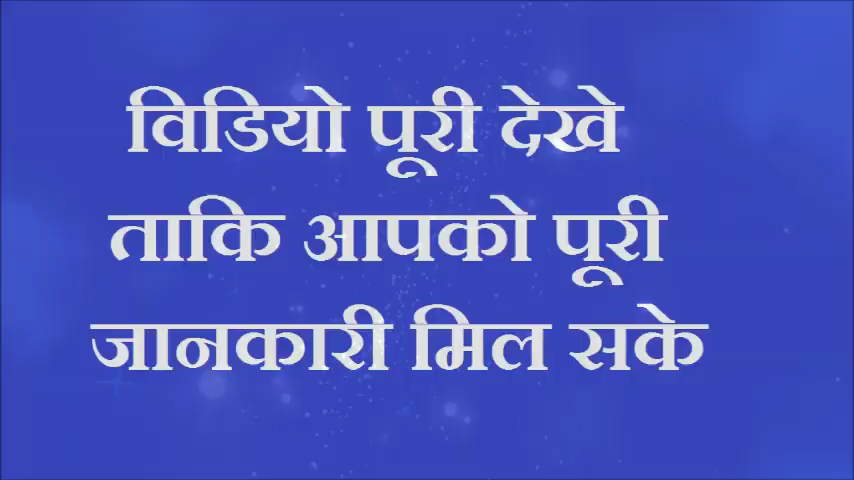 विडियो पूरी देखे
ताकि आपको पूरी
जानकारी मिल सके